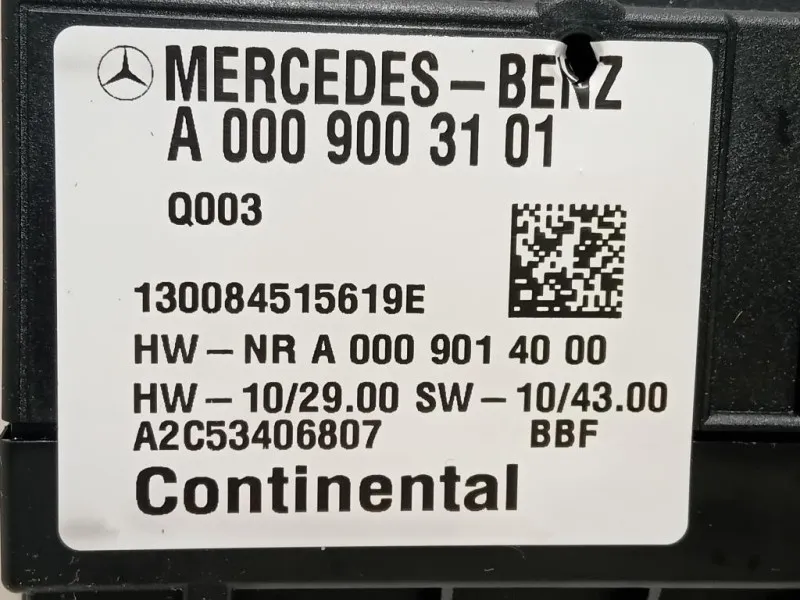 MERCEDES-BENZ
A 000 900 31 01
Q003
130084515619E
HW-NR A 000 901 40 00
HW-10/29.00 SW-10/43.00
A2C53406807 BBF
Continental